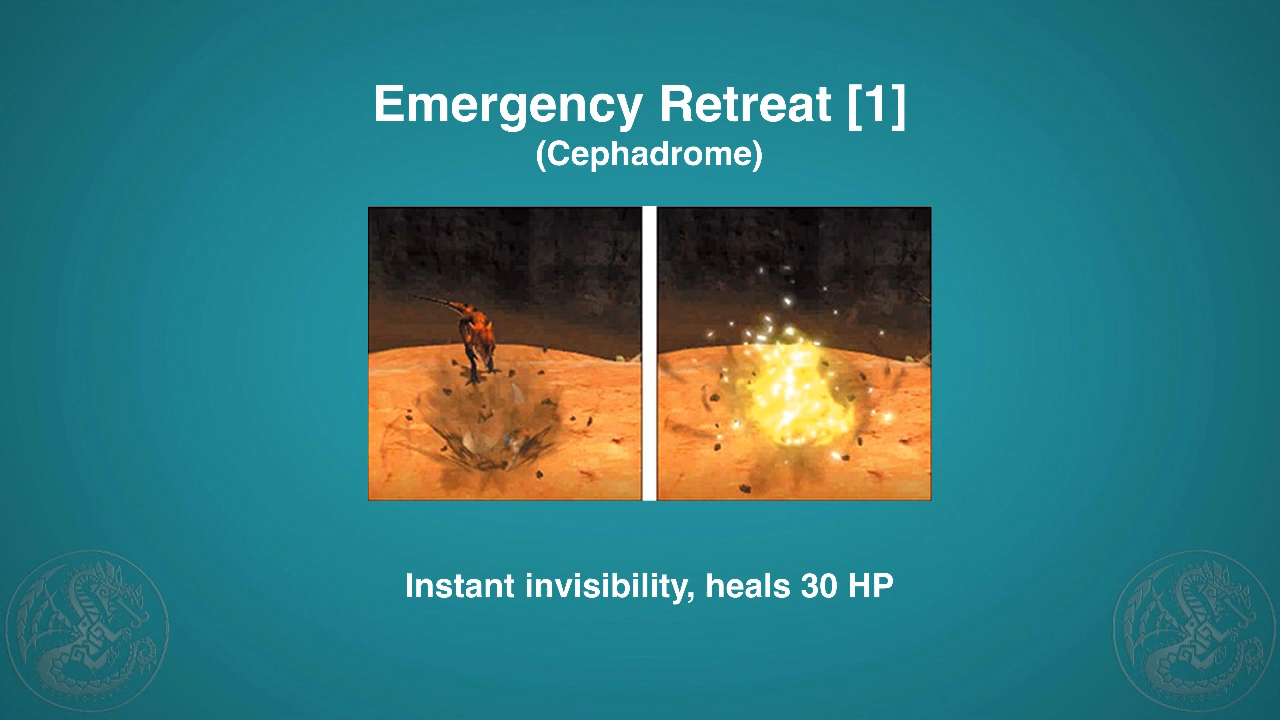 Emergency Retreat [1]
(Cephadrome)
Instant invisibility, heals 30 HP